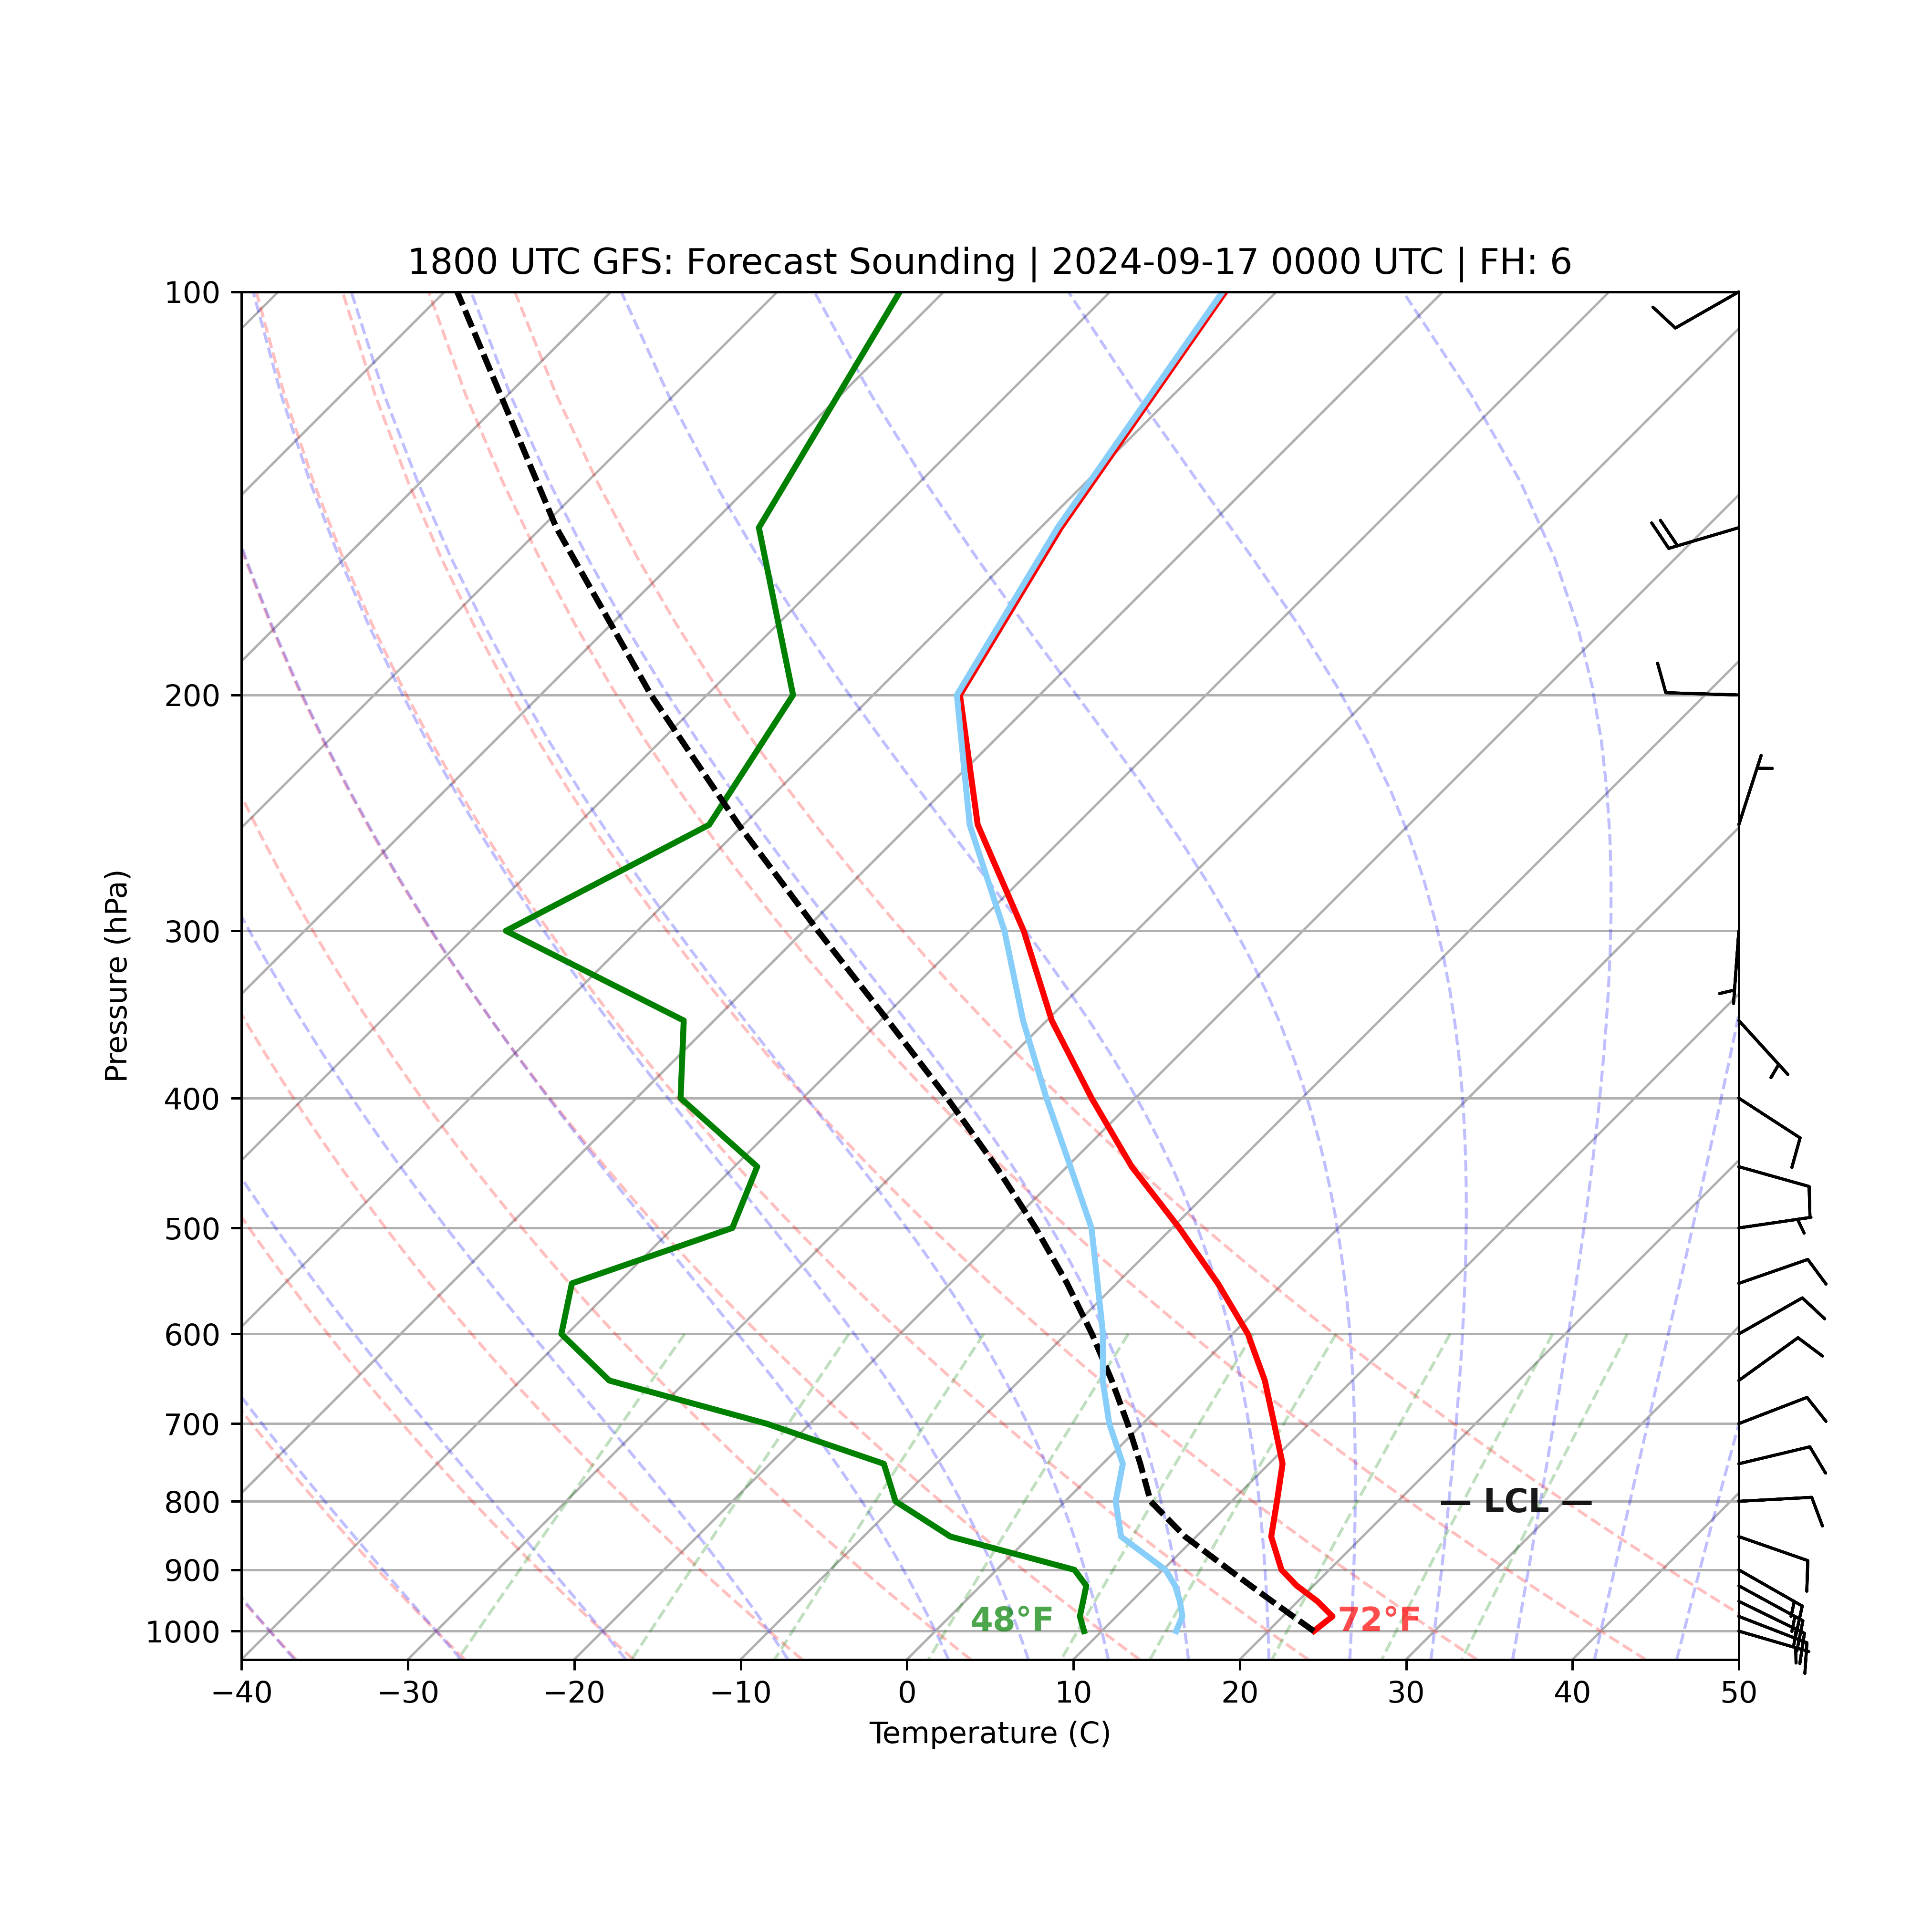 1800 UTC GFS: Forecast Sounding | 2024-09-17 0000 UTC | FH: 6
100
200
300
400
500
600
700
800
900
1000
Pressure (hPa)
— LCL —
48°F
72°F
−40 −30 −20 −10 0 10 20 30 40 50
Temperature (C)